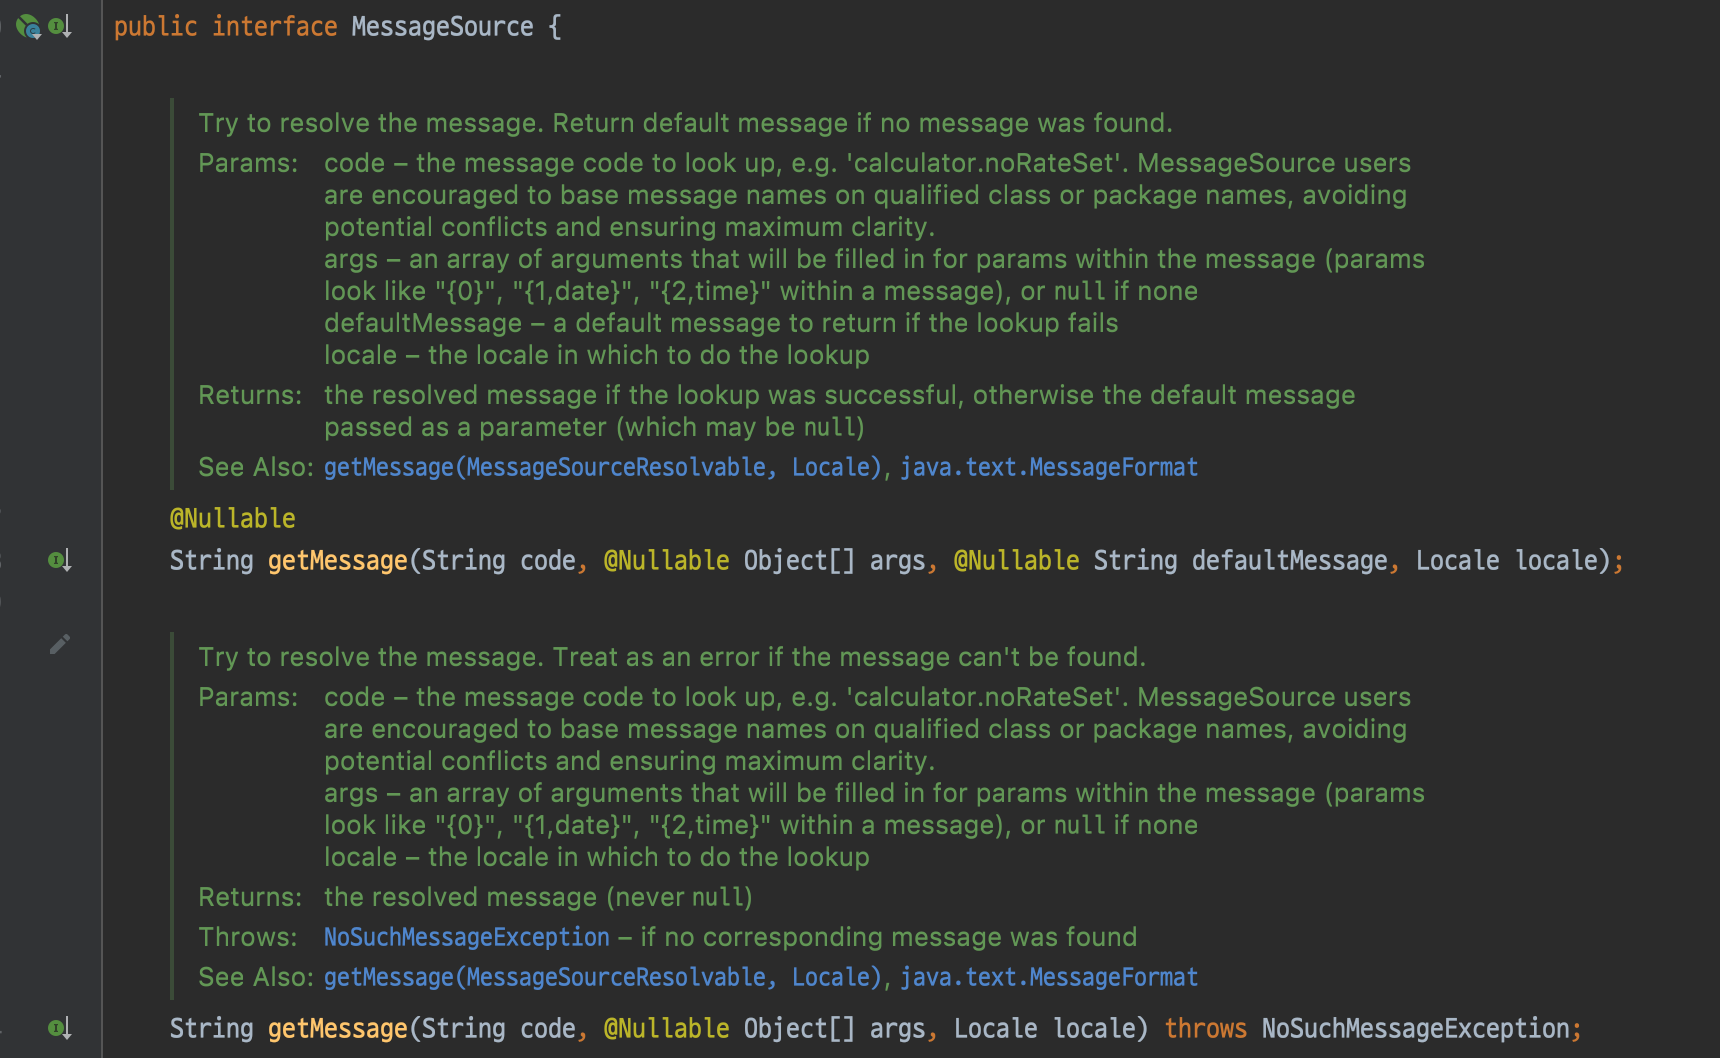 public interface MessageSource {
Try to resolve the message. Return default message if no message was found.
Params: code – the message code to look up, e.g. 'calculator.noRateSet'. MessageSource users
are encouraged to base message names on qualified class or package names, avoiding
potential conflicts and ensuring maximum clarity.
args – an array of arguments that will be filled in for params within the message (params
look like "{0}", "{1,date}", "{2,time}" within a message), or null if none
defaultMessage – a default message to return if the lookup fails
locale – the locale in which to do the lookup
Returns: the resolved message if the lookup was successful, otherwise the default message
passed as a parameter (which may be null)
See Also: getMessage(MessageSourceResolvable, Locale), java.text.MessageFormat
@Nullable
String getMessage(String code, @Nullable Object[] args, @Nullable String defaultMessage, Locale locale);
Try to resolve the message. Treat as an error if the message can't be found.
Params: code – the message code to look up, e.g. 'calculator.noRateSet'. MessageSource users
are encouraged to base message names on qualified class or package names, avoiding
potential conflicts and ensuring maximum clarity.
args – an array of arguments that will be filled in for params within the message (params
look like "{0}", "{1,date}", "{2,time}" within a message), or null if none
locale – the locale in which to do the lookup
Returns: the resolved message (never null)
Throws: NoSuchMessageException – if no corresponding message was found
See Also: getMessage(MessageSourceResolvable, Locale), java.text.MessageFormat
String getMessage(String code, @Nullable Object[] args, Locale locale) throws NoSuchMessageException;